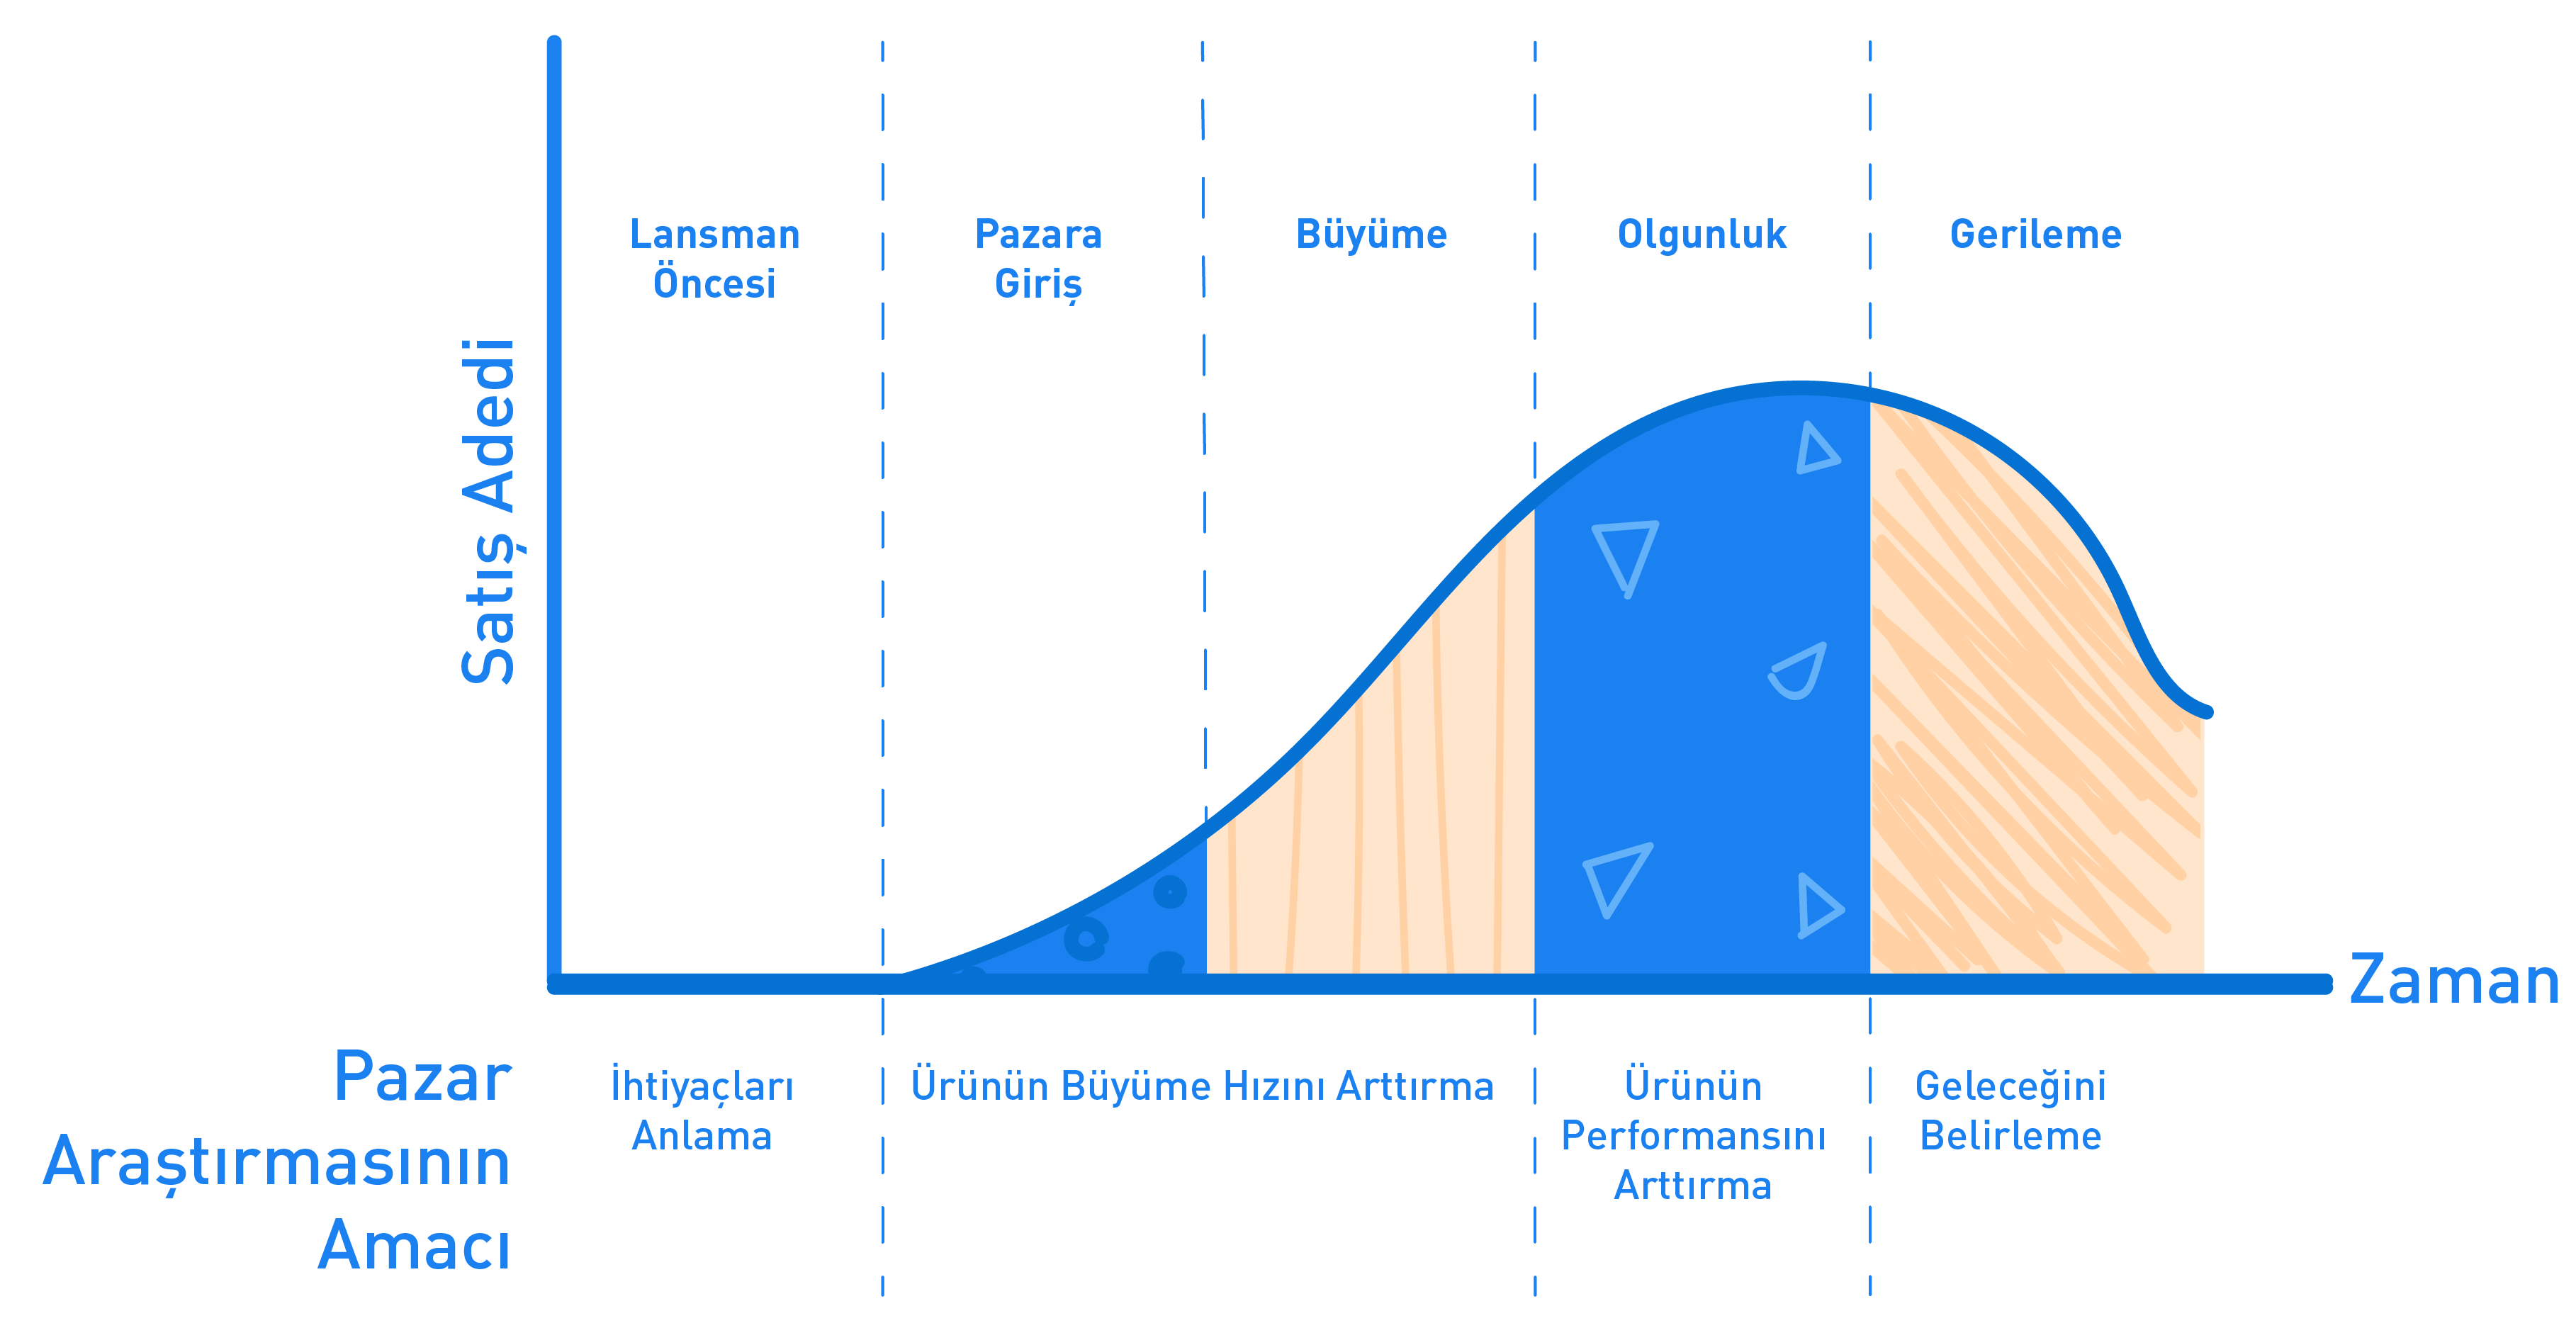 Lansman
Öncesi
Pazara
Giriş
Büyüme
Olgunluk
Gerileme
Satış Adedi
Zaman
Pazar
Araştırmasının
Amacı
İhtiyaçları
Anlama
Ürünün Büyüme Hızını Arttırma
Ürünün
Performansını
Arttırma
Geleceğini
Belirleme